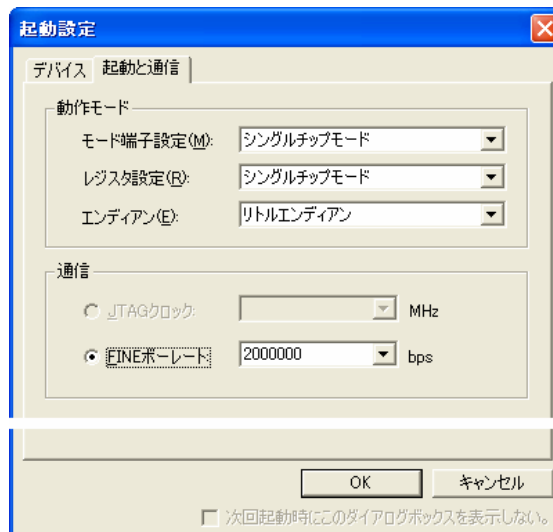 起動設定
デバイス 起動と通信
動作モード
モード端子設定(M): シングルチップモード
レジスタ設定(R): シングルチップモード
エンディアン(E): リトルエンディアン
通信
JTAGクロック: MHz
FINEボーレート: 2000000 bps
OK キャンセル
次回起動時にこのダイアログボックスを表示しない。